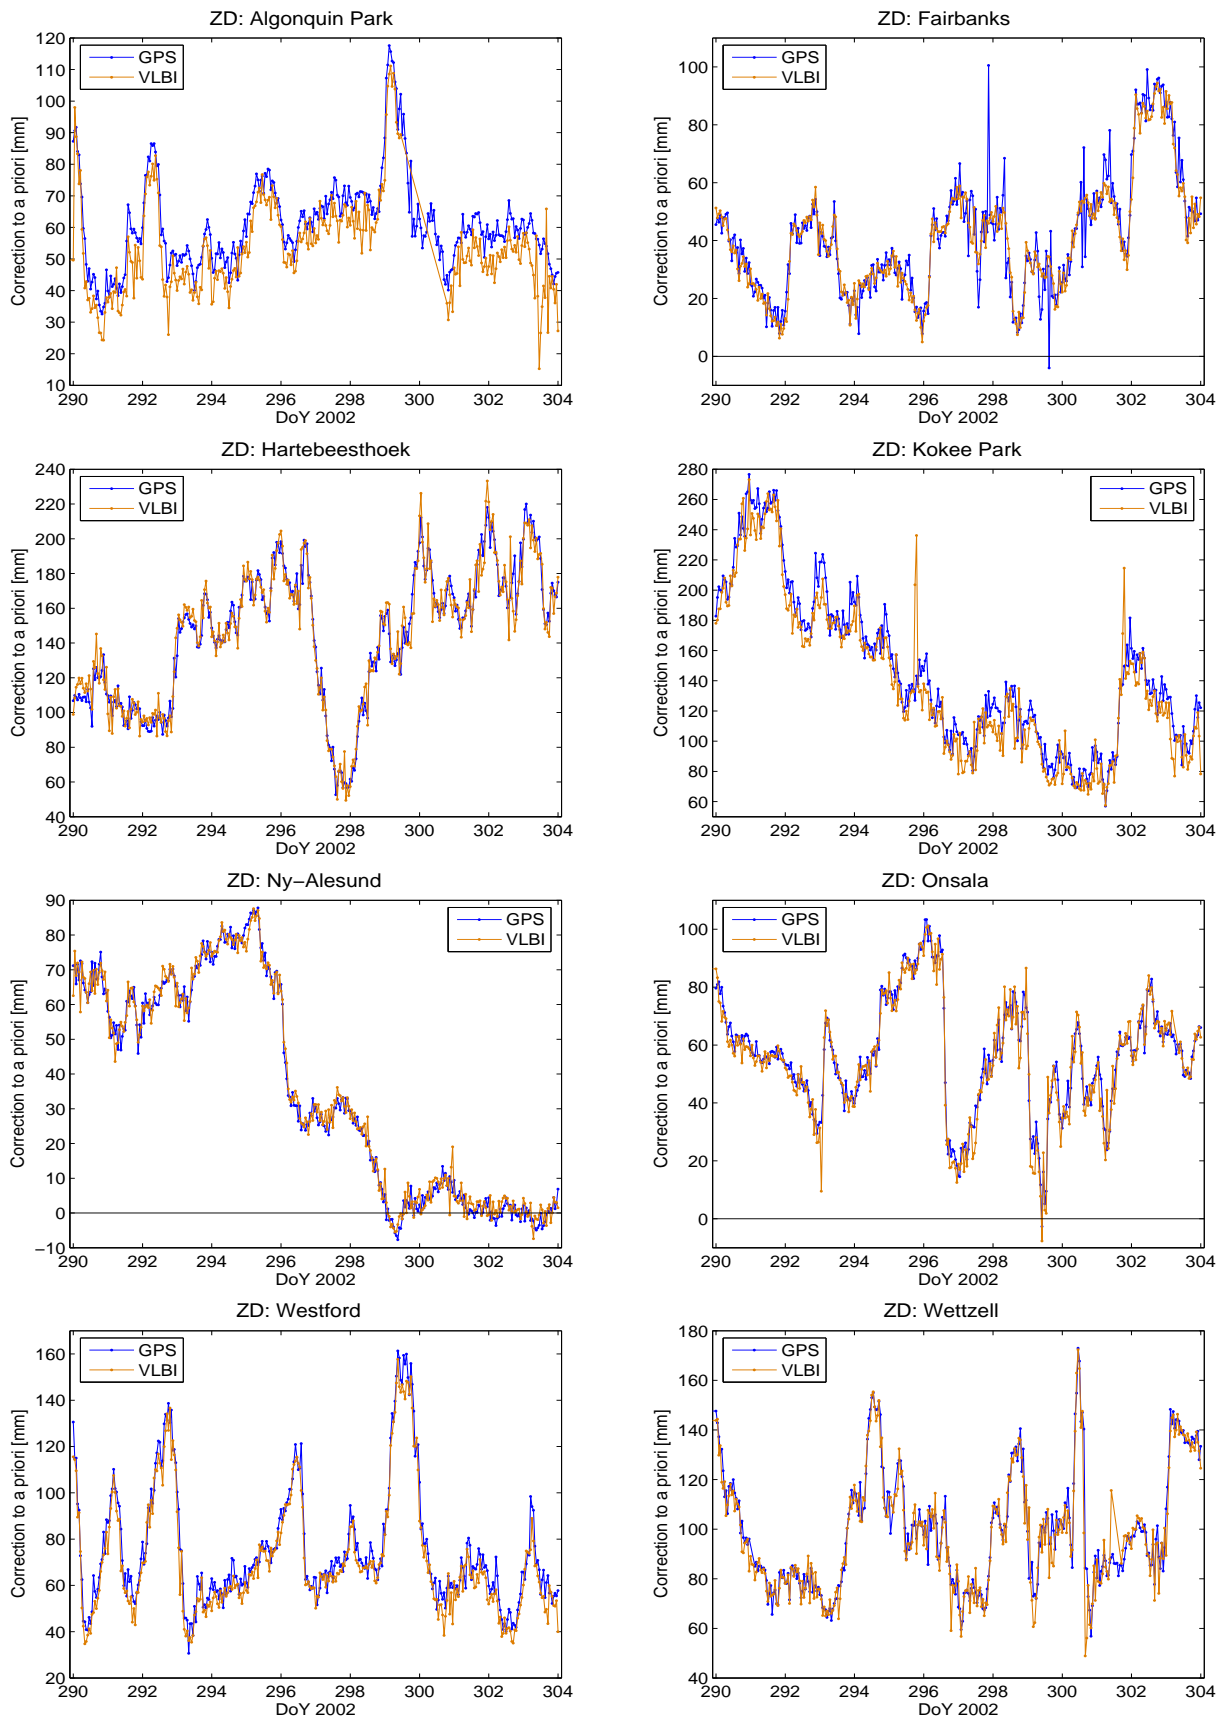 ZD: Algonquin Park
120
110
100
90
80
70
60
50
40
30
20
10
Correction to a priori [mm]
GPS
VLBI
290 292 294 296 298 300 302 304
DoY 2002
ZD: Fairbanks
100
80
60
40
20
0
Correction to a priori [mm]
GPS
VLBI
290 292 294 296 298 300 302 304
DoY 2002
ZD: Hartebeesthoek
240
220
200
180
160
140
120
100
80
60
40
Correction to a priori [mm]
GPS
VLBI
290 292 294 296 298 300 302 304
DoY 2002
ZD: Kokee Park
280
260
240
220
200
180
160
140
120
100
80
60
Correction to a priori [mm]
GPS
VLBI
290 292 294 296 298 300 302 304
DoY 2002
ZD: Ny−Alesund
90
80
70
60
50
40
30
20
10
0
−10
Correction to a priori [mm]
GPS
VLBI
290 292 294 296 298 300 302 304
DoY 2002
ZD: Onsala
100
80
60
40
20
0
Correction to a priori [mm]
GPS
VLBI
290 292 294 296 298 300 302 304
DoY 2002
ZD: Westford
160
140
120
100
80
60
40
20
Correction to a priori [mm]
GPS
VLBI
290 292 294 296 298 300 302 304
DoY 2002
ZD: Wettzell
180
160
140
120
100
80
60
40
Correction to a priori [mm]
GPS
VLBI
290 292 294 296 298 300 302 304
DoY 2002